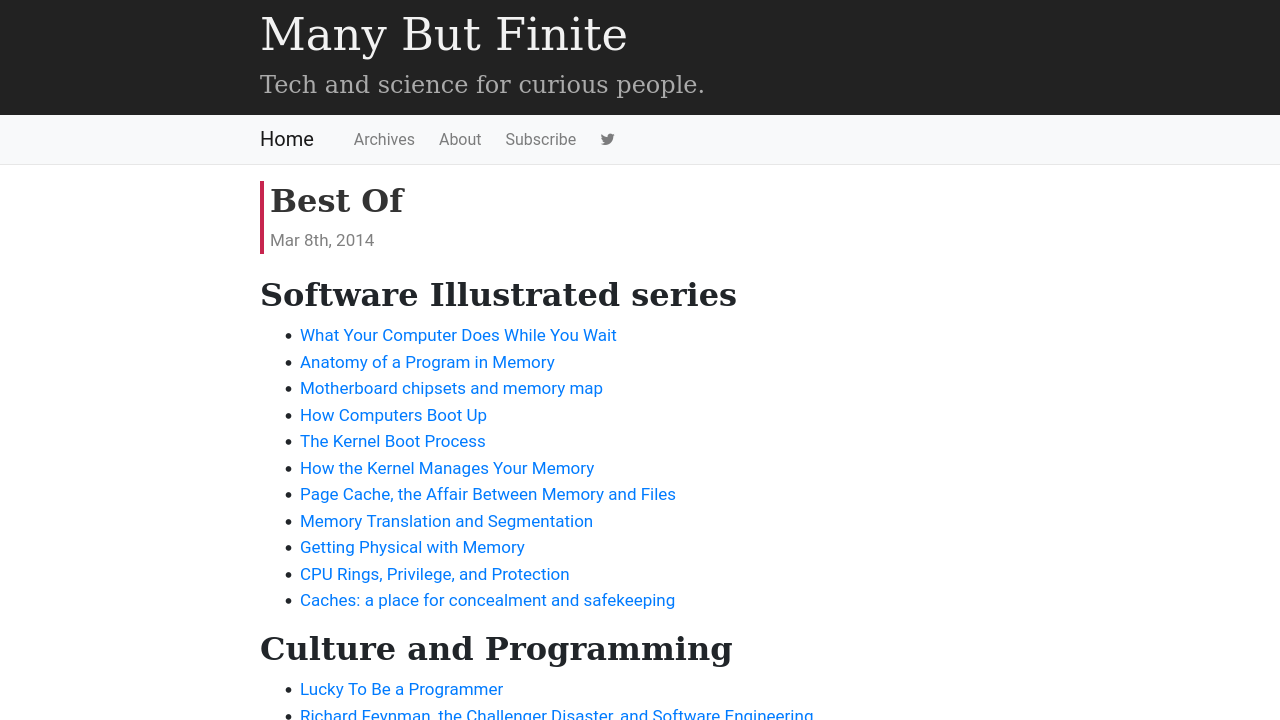 Many But Finite
Tech and science for curious people.
Home Archives About Subscribe
Best Of
Mar 8th, 2014
Software Illustrated series
What Your Computer Does While You Wait
Anatomy of a Program in Memory
Motherboard chipsets and memory map
How Computers Boot Up
The Kernel Boot Process
How the Kernel Manages Your Memory
Page Cache, the Affair Between Memory and Files
Memory Translation and Segmentation
Getting Physical with Memory
CPU Rings, Privilege, and Protection
Caches: a place for concealment and safekeeping
Culture and Programming
Lucky To Be a Programmer
Richard Feynman, the Challenger Disaster, and Software Engineering